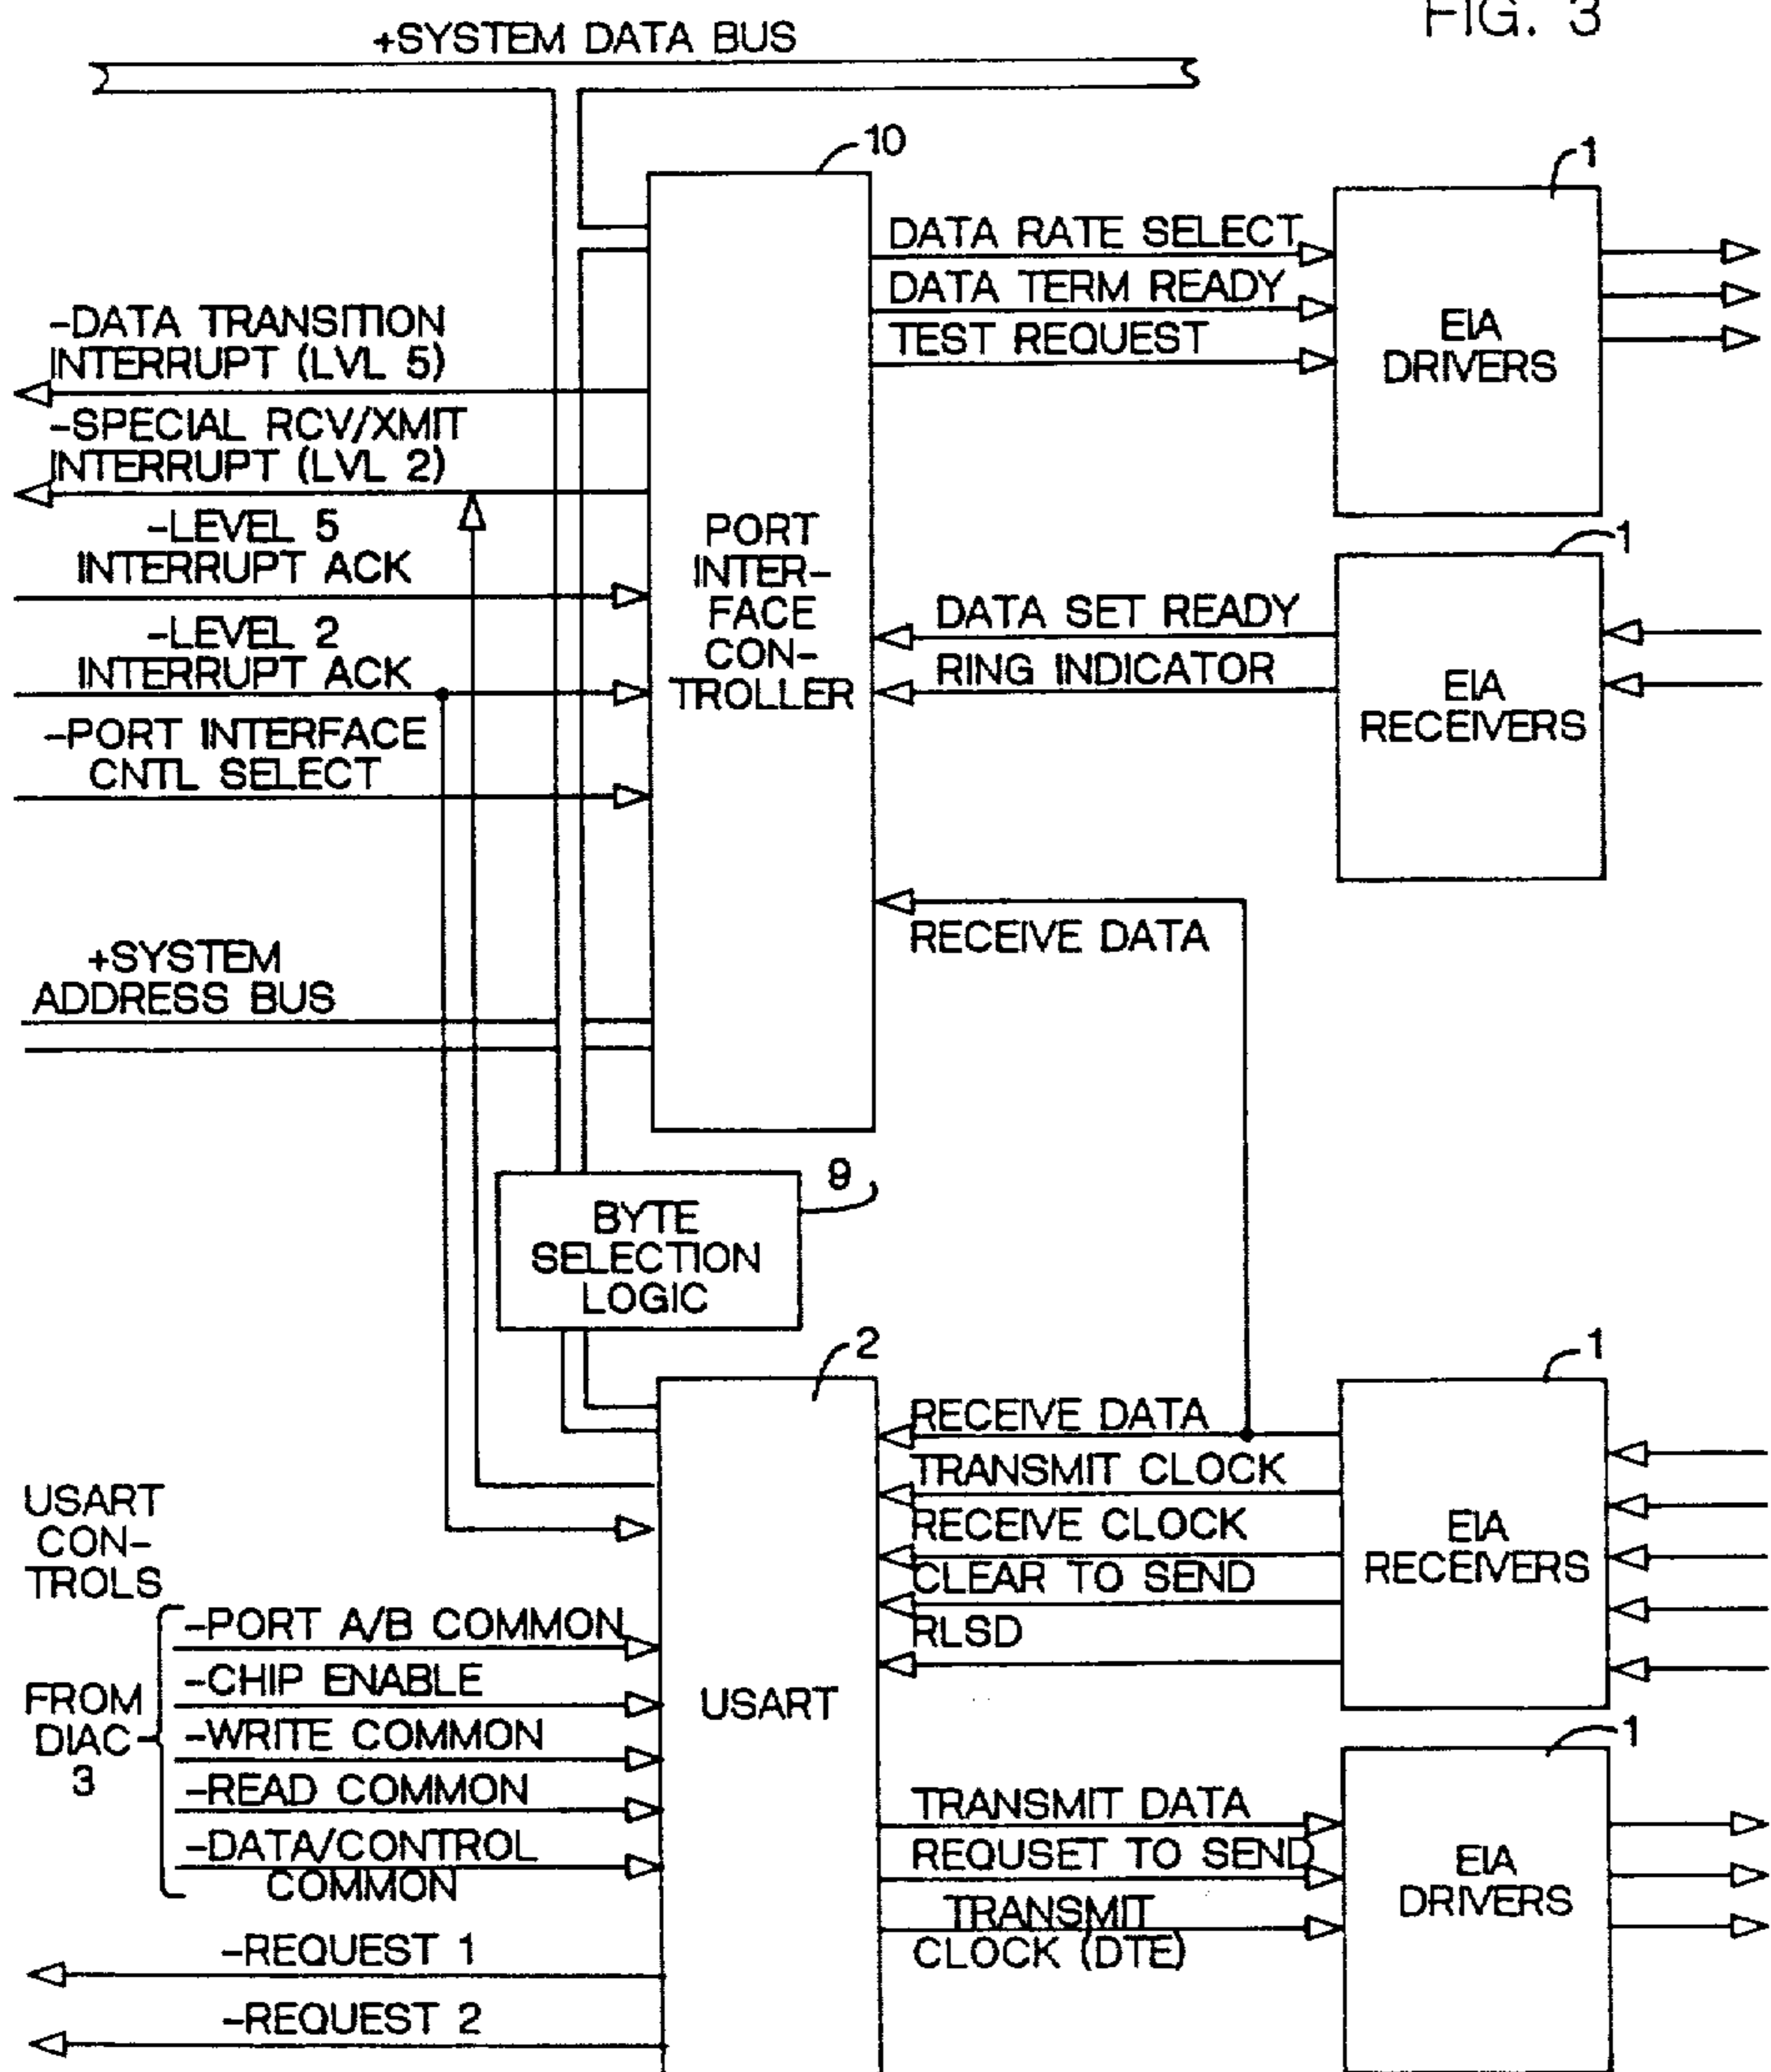 FIG. 3
+SYSTEM DATA BUS
10
1
DATA RATE SELECT
DATA TERM READY
TEST REQUEST
EIA
DRIVERS
-DATA TRANSITION
INTERRUPT (LVL 5)
-SPECIAL RCV/XMIT
INTERRUPT (LVL 2)
-LEVEL 5
INTERRUPT ACK
-LEVEL 2
INTERRUPT ACK
-PORT INTERFACE
CNTL SELECT
PORT
INTER-
FACE
CON-
TROLLER
1
DATA SET READY
RING INDICATOR
EIA
RECEIVERS
RECEIVE DATA
+SYSTEM
ADDRESS BUS
9
BYTE
SELECTION
LOGIC
2
1
RECEIVE DATA
TRANSMIT CLOCK
RECEIVE CLOCK
CLEAR TO SEND
RLSD
EIA
RECEIVERS
USART
CON-
TROLS
FROM
DIAC
3
-PORT A/B COMMON
-CHIP ENABLE
-WRITE COMMON
-READ COMMON
-DATA/CONTROL
COMMON
USART
1
TRANSMIT DATA
REQUSET TO SEND
TRANSMIT
CLOCK (DTE)
EIA
DRIVERS
-REQUEST 1
-REQUEST 2